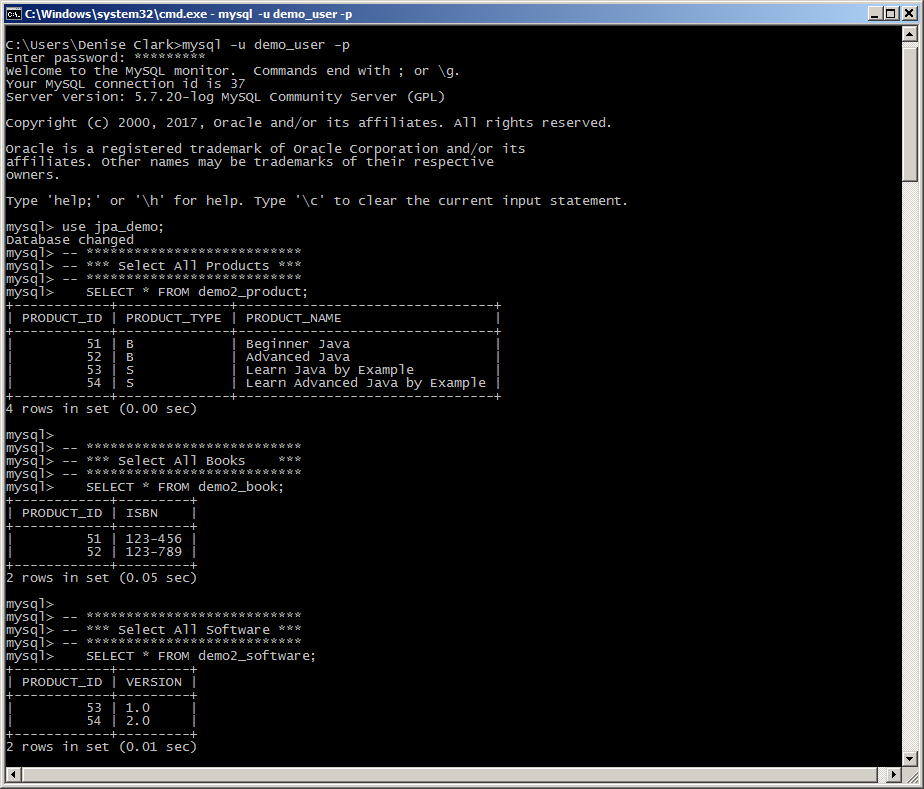 C:\Windows\system32\cmd.exe - mysql -u demo_user -p
C:\Users\Denise Clark>mysql -u demo_user -p
Enter password: *********
Welcome to the MySQL monitor.  Commands end with ; or \g.
Your MySQL connection id is 37
Server version: 5.7.20-log MySQL Community Server (GPL)
Copyright (c) 2000, 2017, Oracle and/or its affiliates. All rights reserved.
Oracle is a registered trademark of Oracle Corporation and/or its
affiliates. Other names may be trademarks of their respective
owners.
Type 'help;' or '\h' for help. Type '\c' to clear the current input statement.
mysql> use jpa_demo;
Database changed
mysql> -- ***************************
mysql> -- *** Select All Products ***
mysql> -- ***************************
mysql>    SELECT * FROM demo2_product;
+------------+--------------+--------------------------------+
| PRODUCT_ID | PRODUCT_TYPE | PRODUCT_NAME                   |
+------------+--------------+--------------------------------+
|         51 | B            | Beginner Java                  |
|         52 | B            | Advanced Java                  |
|         53 | S            | Learn Java by Example          |
|         54 | S            | Learn Advanced Java by Example |
+------------+--------------+--------------------------------+
4 rows in set (0.00 sec)
mysql>
mysql> -- ***************************
mysql> -- *** Select All Books    ***
mysql> -- ***************************
mysql>    SELECT * FROM demo2_book;
+------------+---------+
| PRODUCT_ID | ISBN    |
+------------+---------+
|         51 | 123-456 |
|         52 | 123-789 |
+------------+---------+
2 rows in set (0.05 sec)
mysql>
mysql> -- ***************************
mysql> -- *** Select All Software ***
mysql> -- ***************************
mysql>    SELECT * FROM demo2_software;
+------------+---------+
| PRODUCT_ID | VERSION |
+------------+---------+
|         53 | 1.0     |
|         54 | 2.0     |
+------------+---------+
2 rows in set (0.01 sec)